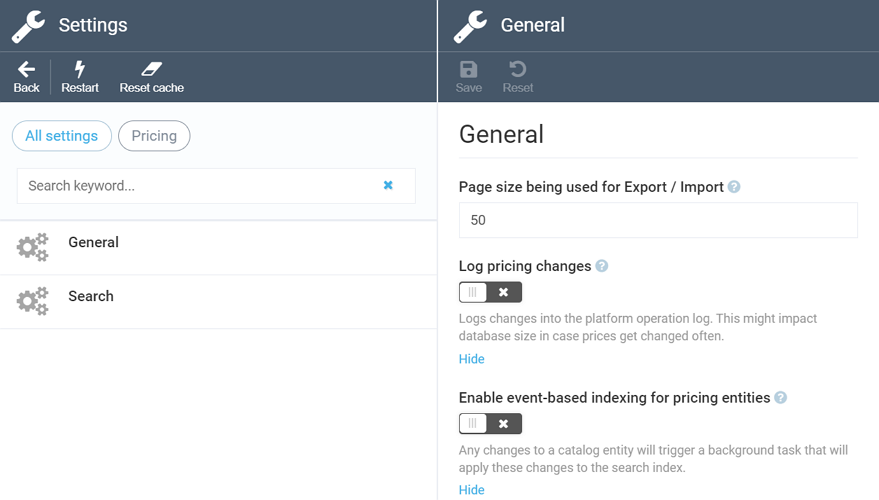 Settings
Back
Restart
Reset cache
All settings
Pricing
Search keyword...
General
Search
General
Save
Reset
General
Page size being used for Export / Import
50
Log pricing changes
Logs changes into the platform operation log. This might impact
database size in case prices get changed often.
Hide
Enable event-based indexing for pricing entities
Any changes to a catalog entity will trigger a background task that will
apply these changes to the search index.
Hide